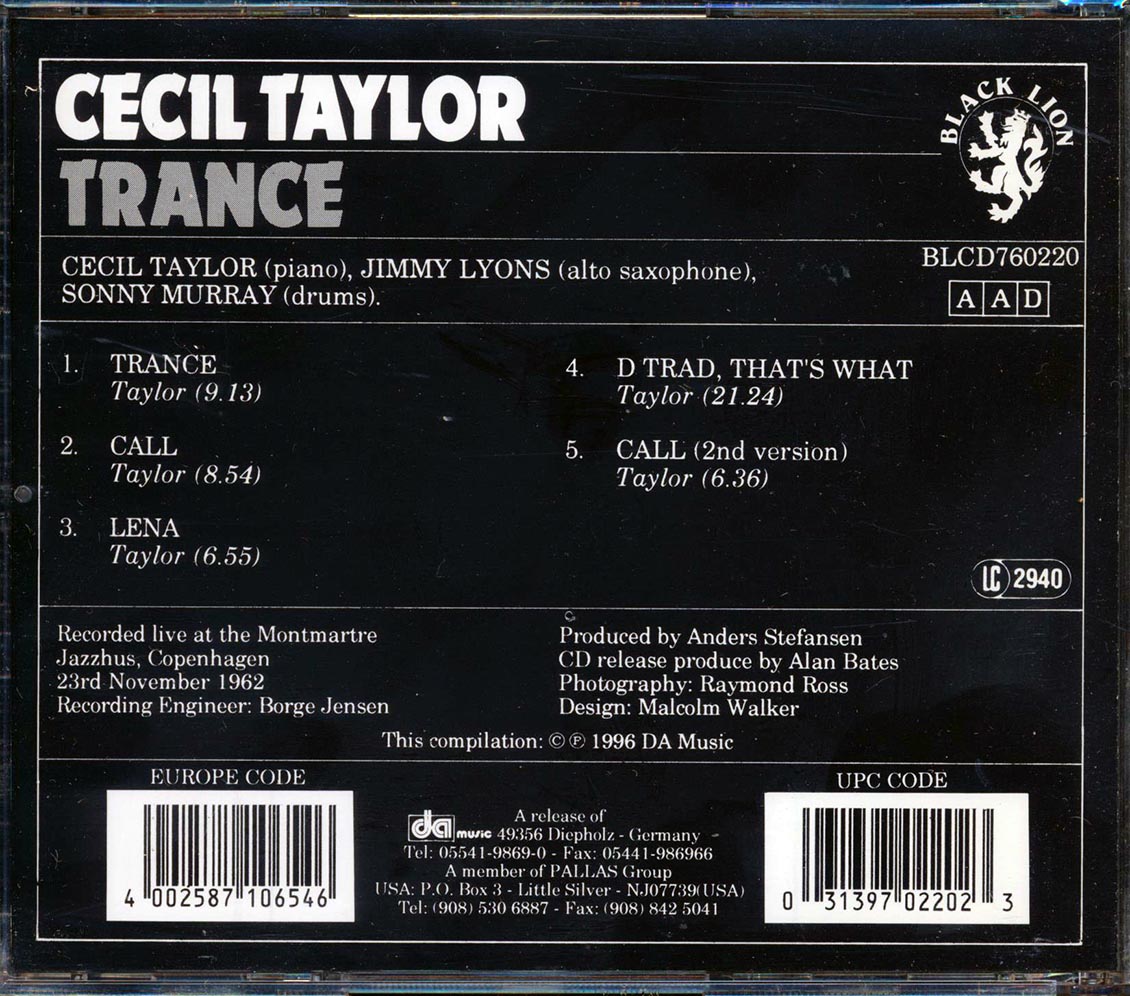 CECIL TAYLOR
TRANCE
BLACK LION
CECIL TAYLOR (piano), JIMMY LYONS (alto saxophone),
SONNY MURRAY (drums).
BLCD760220
A A D
1. TRANCE
Taylor (9.13)
2. CALL
Taylor (8.54)
3. LENA
Taylor (6.55)
4. D TRAD, THAT'S WHAT
Taylor (21.24)
5. CALL (2nd version)
Taylor (6.36)
LC 2940
Recorded live at the Montmartre
Jazzhus, Copenhagen
23rd November 1962
Recording Engineer: Borge Jensen
Produced by Anders Stefansen
CD release produce by Alan Bates
Photography: Raymond Ross
Design: Malcolm Walker
This compilation: © ℗ 1996 DA Music
EUROPE CODE
4 002587 106546
A release of
da music 49356 Diepholz - Germany
Tel: 05541-9869-0 - Fax: 05441-986966
A member of PALLAS Group
USA: P.O. Box 3 - Little Silver - NJ07739(USA)
Tel: (908) 530 6887 - Fax: (908) 842 5041
UPC CODE
0 31397 02202 3